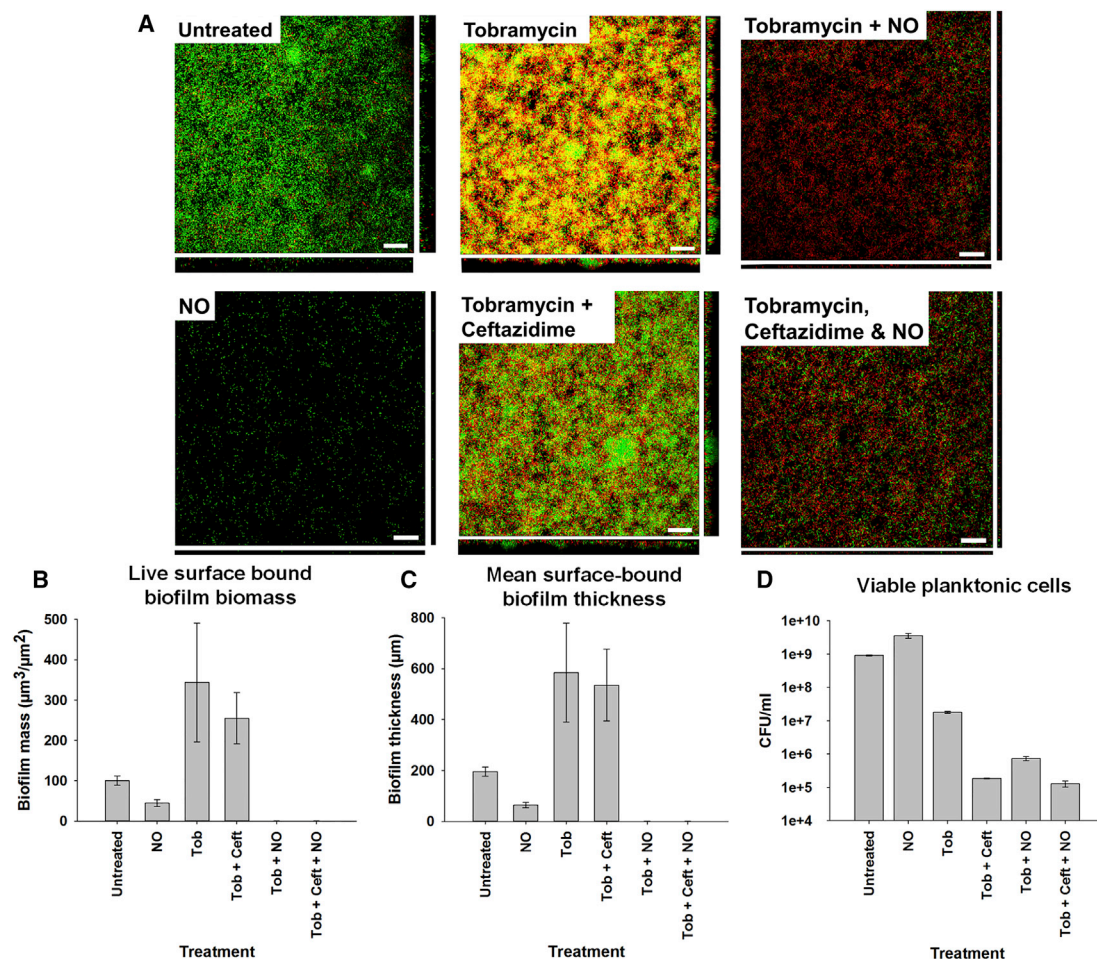 A
Untreated
Tobramycin
Tobramycin + NO
NO
Tobramycin +
Ceftazidime
Tobramycin,
Ceftazidime & NO
B
Live surface bound
biofilm biomass
Biofilm mass (µm³/µm²)
500
400
300
200
100
0
Untreated
NO
Tob
Tob + Ceft
Tob + NO
Tob + Ceft + NO
Treatment
C
Mean surface-bound
biofilm thickness
Biofilm thickness (µm)
800
600
400
200
0
Untreated
NO
Tob
Tob + Ceft
Tob + NO
Tob + Ceft + NO
Treatment
D
Viable planktonic cells
CFU/ml
1e+10
1e+9
1e+8
1e+7
1e+6
1e+5
1e+4
Untreated
NO
Tob
Tob + Ceft
Tob + NO
Tob + Ceft + NO
Treatment